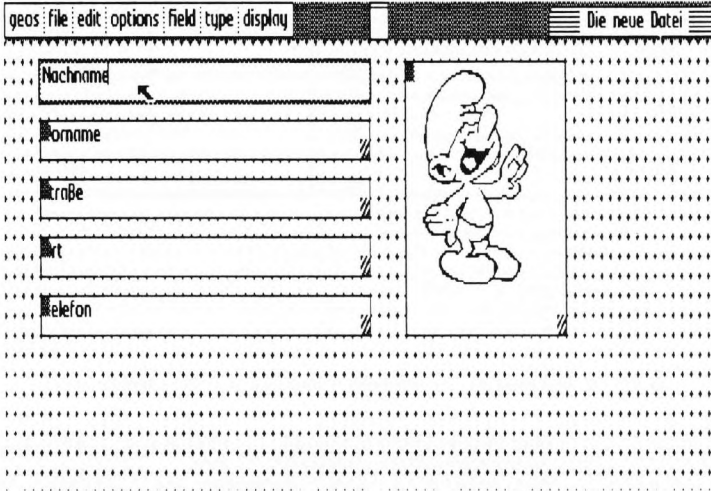 geos file edit options field type display
Die neue Datei
Nachname
orname
traße
rt
elefon